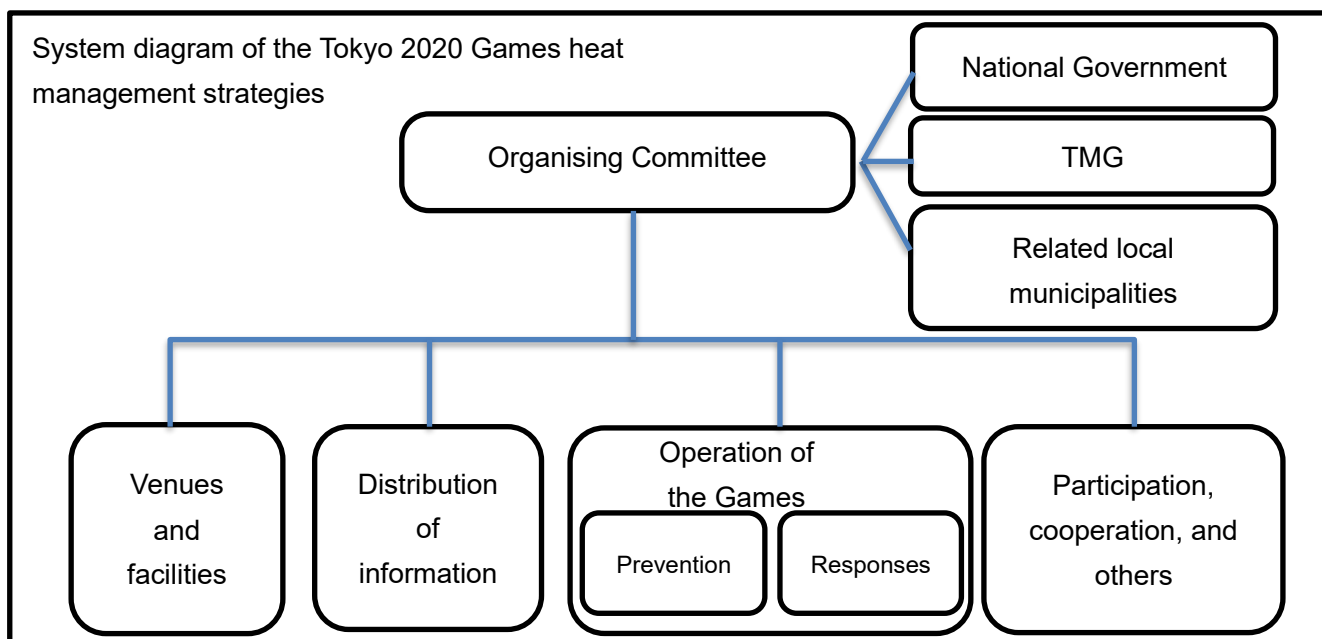 System diagram of the Tokyo 2020 Games heat
management strategies
National Government
Organising Committee
TMG
Related local
municipalities
Venues
and
facilities
Distribution
of
information
Operation of
the Games
Prevention
Responses
Participation,
cooperation, and
others